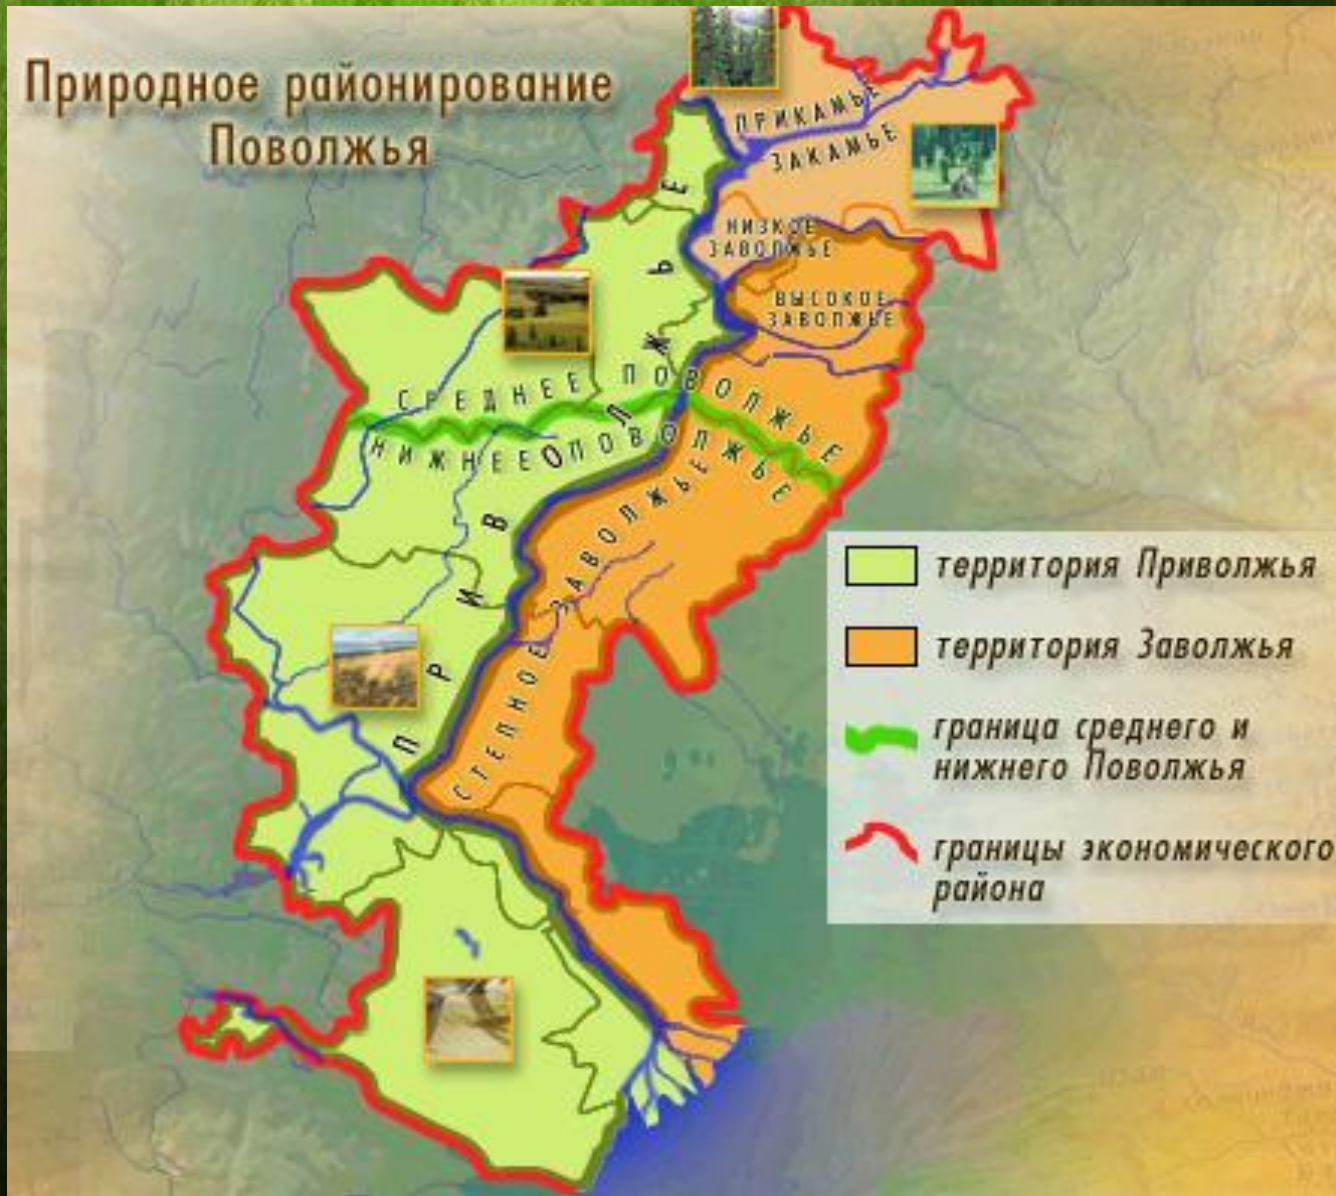 Природное районирование
Поволжья
ПРИКАМЬЕ
ЗАКАМЬЕ
НИЗКОЕ
ЗАВОЛЖЬЕ
ВЫСОКОЕ
ЗАВОЛЖЬЕ
СРЕДНЕЕ ПОВОЛЖЬЕ
НИЖНЕЕ ПОВОЛЖЬЕ
ПРИВОЛЖЬЕ
СТЕПНОЕ ЗАВОЛЖЬЕ
территория Приволжья
территория Заволжья
граница среднего и
нижнего Поволжья
границы экономического
района